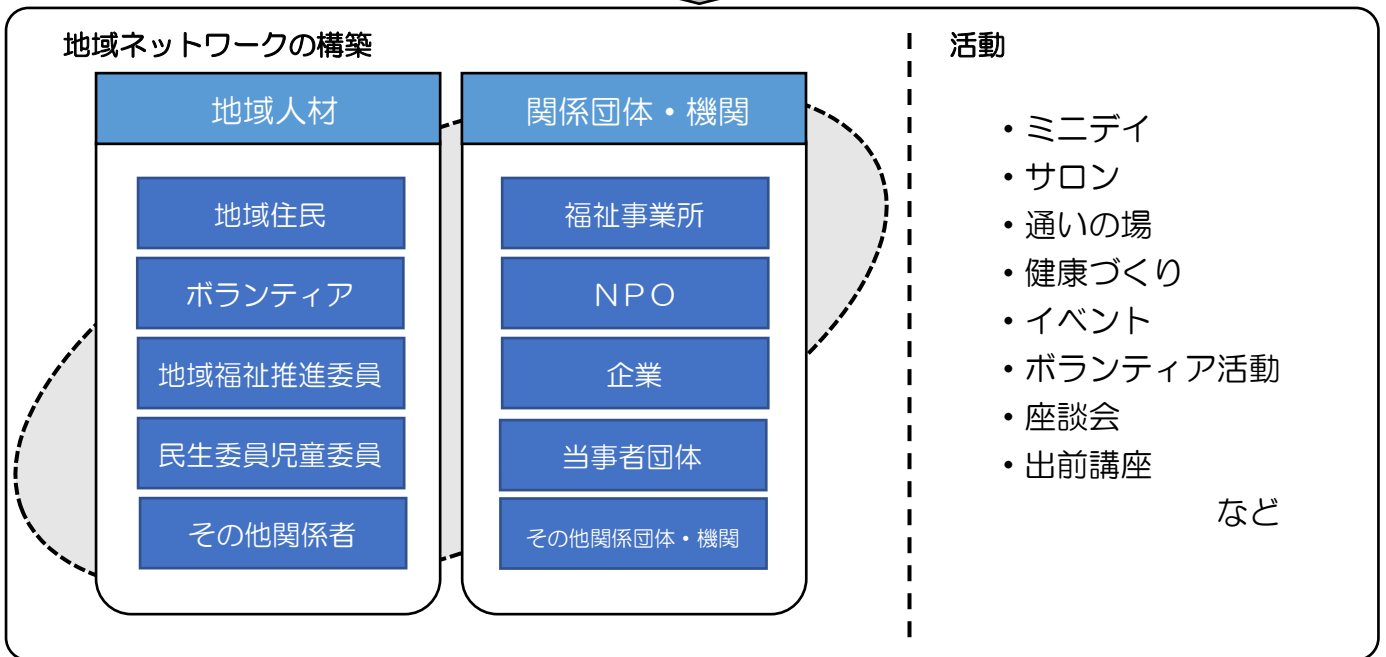 地域ネットワークの構築
地域人材
地域住民
ボランティア
地域福祉推進委員
民生委員児童委員
その他関係者
関係団体・機関
福祉事業所
ＮＰＯ
企業
当事者団体
その他関係団体・機関
活動
・ミニデイ
・サロン
・通いの場
・健康づくり
・イベント
・ボランティア活動
・座談会
・出前講座
など